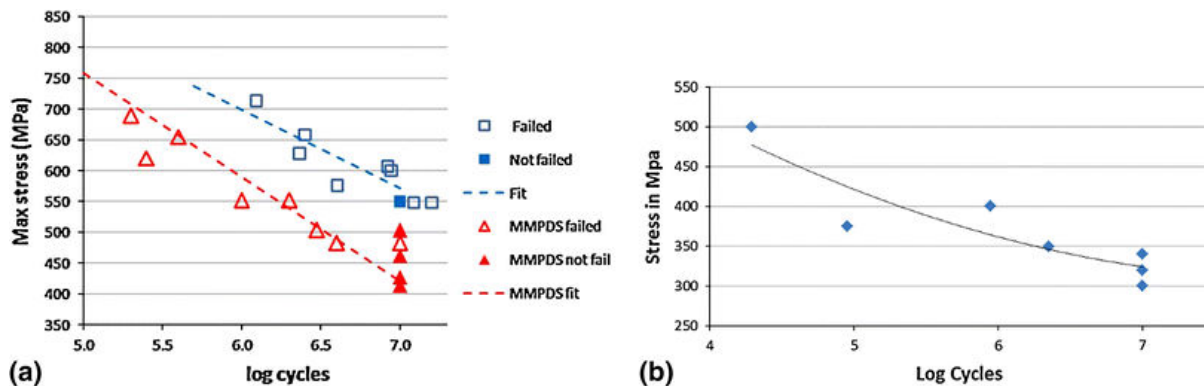 850
800
750
700
650
600
550
500
450
400
350
Max stress (MPa)
5.0 5.5 6.0 6.5 7.0
log cycles
(a)
Failed
Not failed
Fit
MMPDS failed
MMPDS not fail
MMPDS fit
550
500
450
400
350
300
250
Stress in Mpa
4 5 6 7
Log Cycles
(b)